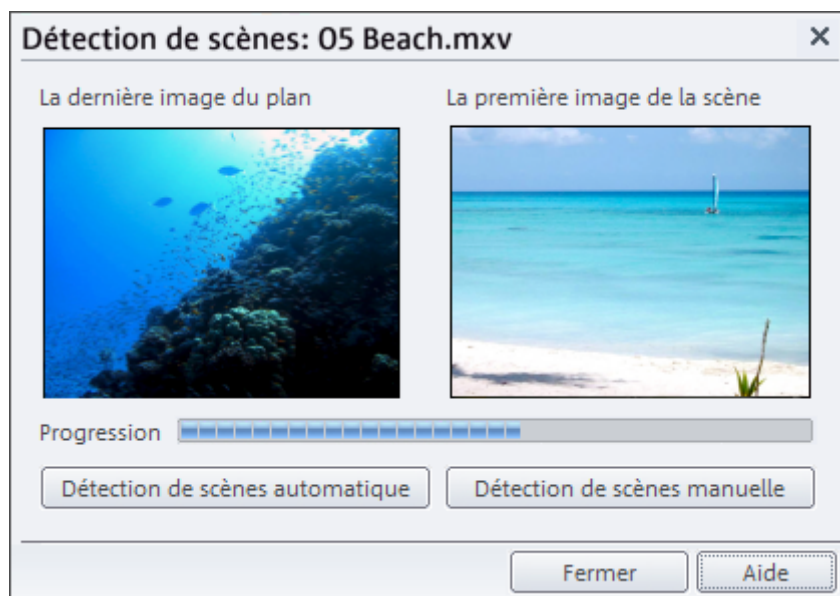 Détection de scènes: 05 Beach.mxv
La dernière image du plan
La première image de la scène
Progression
Détection de scènes automatique
Détection de scènes manuelle
Fermer
Aide